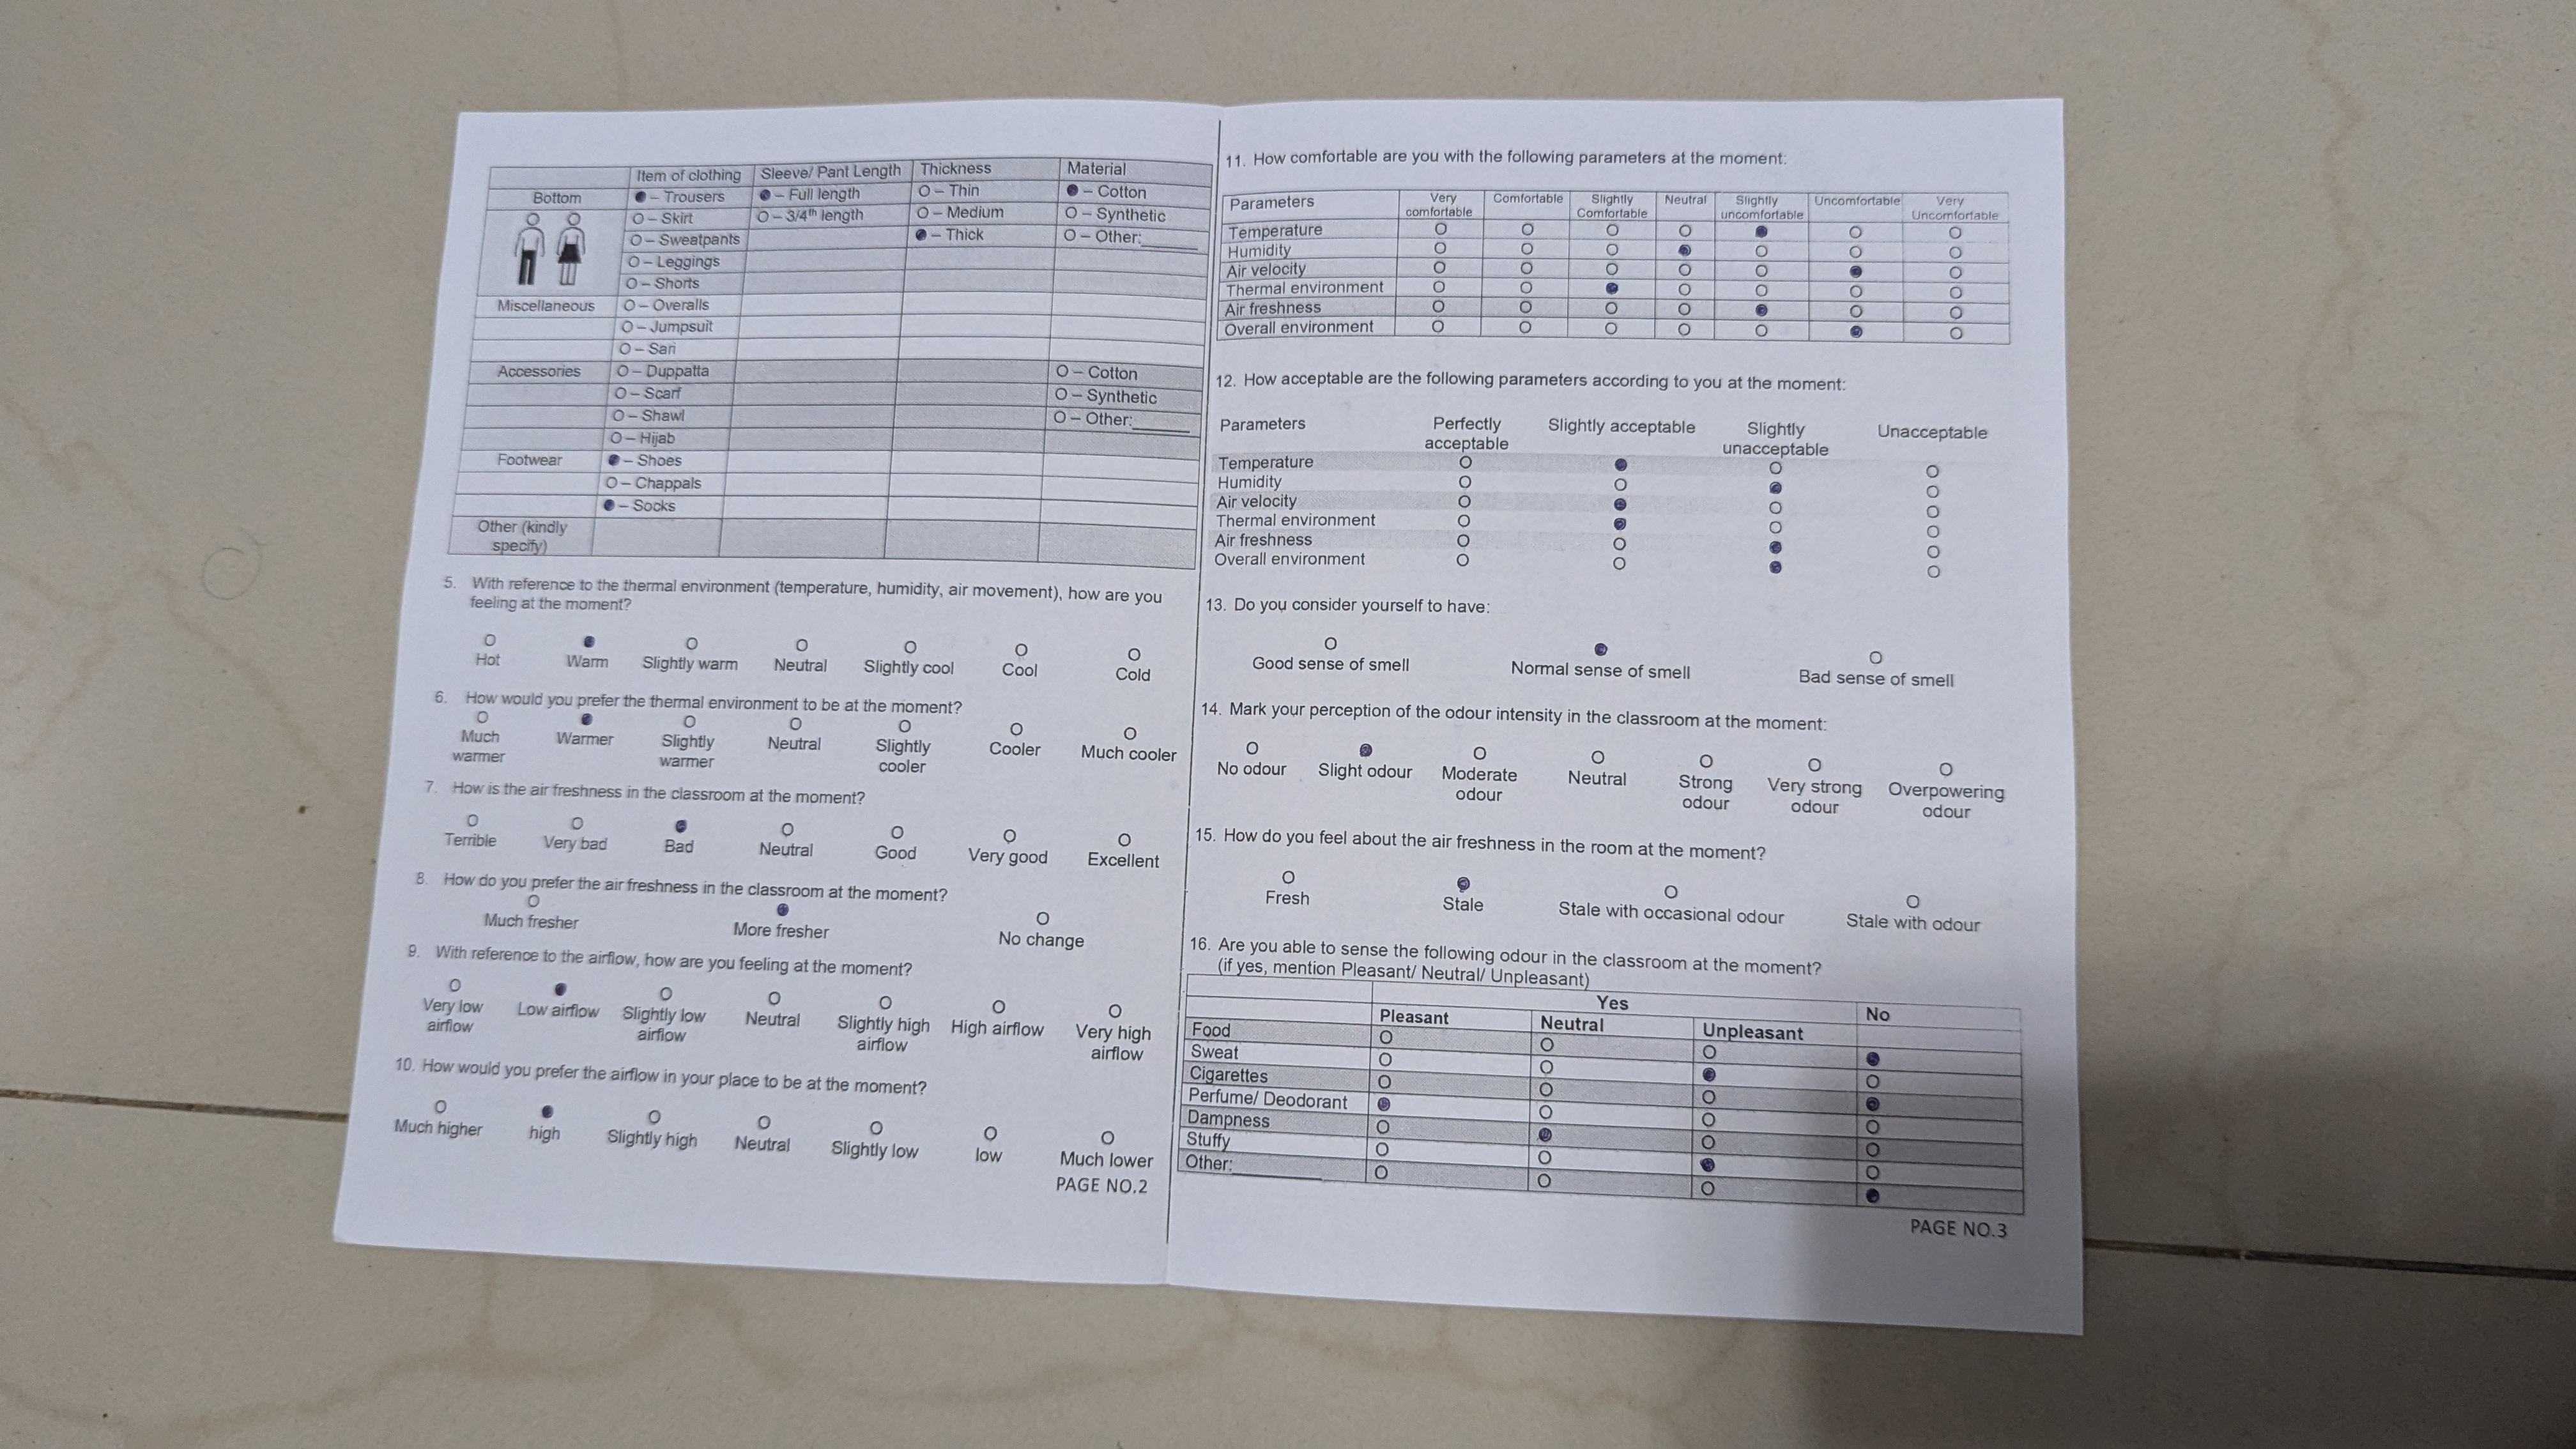 Item of clothing Sleeve/ Pant Length Thickness Material
Bottom ● – Trousers ● – Full length O – Thin ● – Cotton
O – Skirt O – 3/4th length O – Medium O – Synthetic
O – Sweatpants ● – Thick O – Other:______
O – Leggings
O – Shorts
Miscellaneous O – Overalls
O – Jumpsuit
O – Sari
Accessories O – Duppatta O – Cotton
O – Scarf O – Synthetic
O – Shawl O – Other:______
O – Hijab
Footwear ● – Shoes
O – Chappals
● – Socks
Other (kindly
specify)
5. With reference to the thermal environment (temperature, humidity, air movement), how are you
feeling at the moment?
O ● O O O O O
Hot Warm Slightly warm Neutral Slightly cool Cool Cold
6. How would you prefer the thermal environment to be at the moment?
O ● O O O O O
Much Warmer Slightly Neutral Slightly Cooler Much cooler
warmer warmer cooler
7. How is the air freshness in the classroom at the moment?
O O ● O O O O
Terrible Very bad Bad Neutral Good Very good Excellent
8. How do you prefer the air freshness in the classroom at the moment?
O ● O
Much fresher More fresher No change
9. With reference to the airflow, how are you feeling at the moment?
O ● O O O O O
Very low Low airflow Slightly low Neutral Slightly high High airflow Very high
airflow airflow airflow airflow
10. How would you prefer the airflow in your place to be at the moment?
O ● O O O O O
Much higher high Slightly high Neutral Slightly low low Much lower
PAGE NO.2
11. How comfortable are you with the following parameters at the moment:
Parameters Very Comfortable Slightly Neutral Slightly Uncomfortable Very
comfortable Comfortable uncomfortable Uncomfortable
Temperature O O O O ● O O
Humidity O O O ● O O O
Air velocity O O O O O ● O
Thermal environment O O ● O O O O
Air freshness O O O O ● O O
Overall environment O O O O O ● O
12. How acceptable are the following parameters according to you at the moment:
Parameters Perfectly Slightly acceptable Slightly Unacceptable
acceptable unacceptable
Temperature O ● O O
Humidity O O ● O
Air velocity O ● O O
Thermal environment O ● O O
Air freshness O O ● O
Overall environment O O ● O
13. Do you consider yourself to have:
O ● O
Good sense of smell Normal sense of smell Bad sense of smell
14. Mark your perception of the odour intensity in the classroom at the moment:
O ● O O O O O
No odour Slight odour Moderate Neutral Strong Very strong Overpowering
odour odour odour odour
15. How do you feel about the air freshness in the room at the moment?
O ● O O
Fresh Stale Stale with occasional odour Stale with odour
16. Are you able to sense the following odour in the classroom at the moment?
(if yes, mention Pleasant/ Neutral/ Unpleasant)
Yes No
Pleasant Neutral Unpleasant
Food O O O ●
Sweat O O ● O
Cigarettes O O O ●
Perfume/ Deodorant ● O O O
Dampness O ● O O
Stuffy O O ● O
Other:________ O O O ●
PAGE NO.3